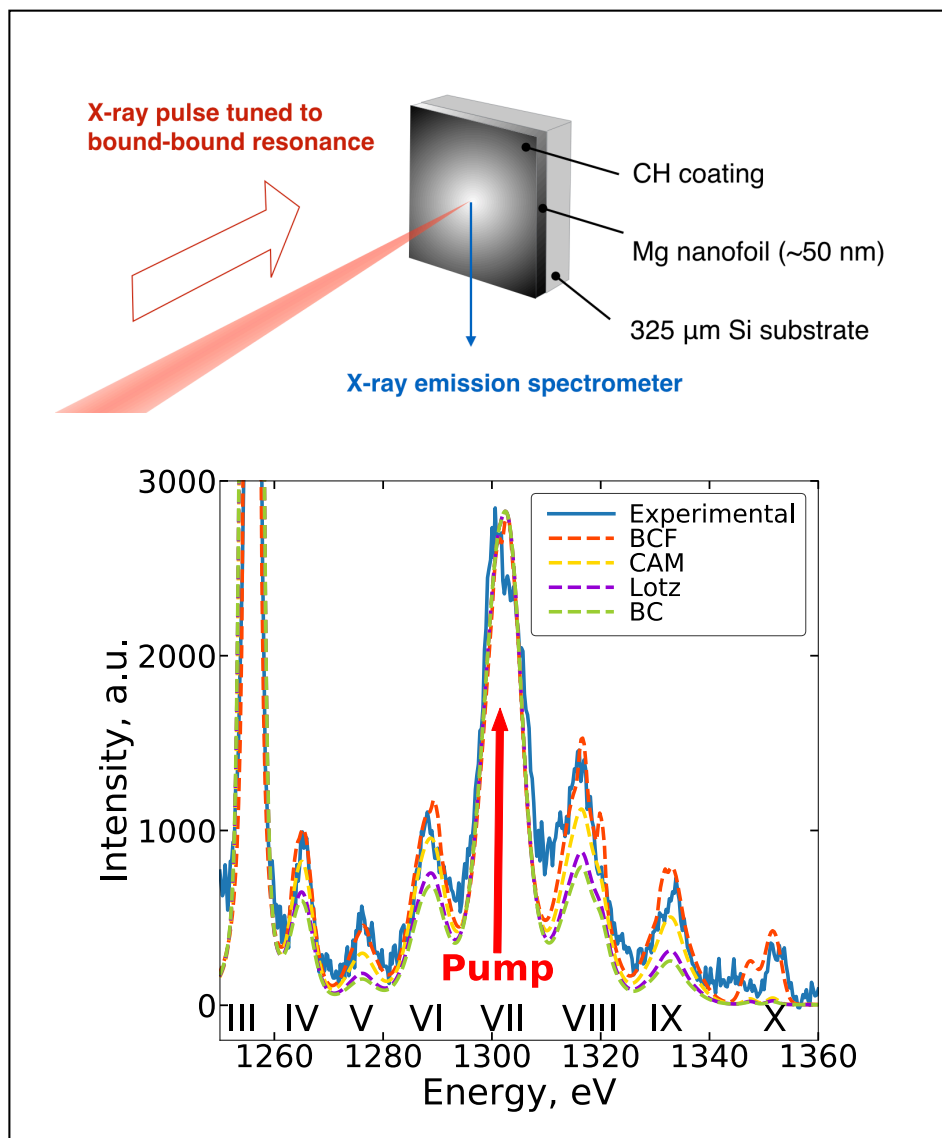 X-ray pulse tuned to
bound-bound resonance
CH coating
Mg nanofoil (~50 nm)
325 μm Si substrate
X-ray emission spectrometer
3000
2000
1000
0
Intensity, a.u.
Experimental
BCF
CAM
Lotz
BC
Pump
III IV V VI VII VIII IX X
1260 1280 1300 1320 1340 1360
Energy, eV